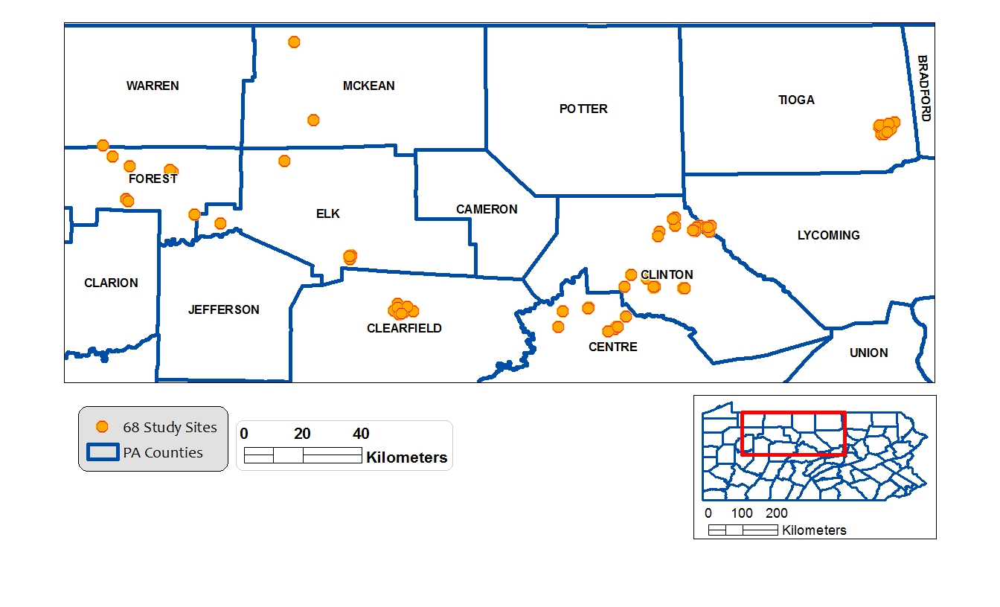 WARREN
MCKEAN
POTTER
TIOGA
BRADFORD
FOREST
ELK
CAMERON
LYCOMING
CLARION
JEFFERSON
CLEARFIELD
CLINTON
CENTRE
UNION
68 Study Sites
PA Counties
0 20 40
Kilometers
0 100 200
Kilometers